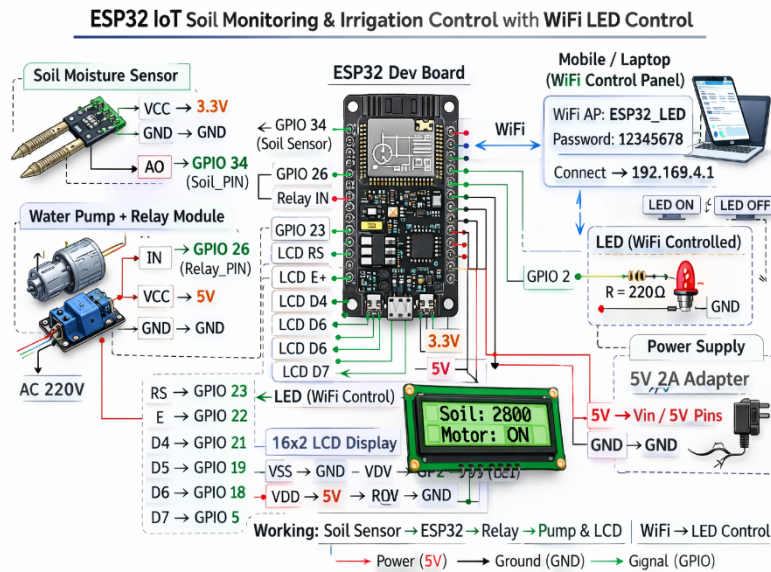 ESP32 IoT Soil Monitoring & Irrigation Control with WiFi LED Control
Soil Moisture Sensor
VCC → 3.3V
GND → GND
AO → GPIO 34
(Soil_PIN)
Water Pump + Relay Module
IN → GPIO 26
(Relay_PIN)
VCC → 5V
GND → GND
AC 220V
ESP32 Dev Board
← GPIO 34
(Soil Sensor)
GPIO 26
Relay IN
GPIO 23
LCD RS
LCD E+
LCD D4
LCD D6
LCD D6
LCD D7
3.3V
5V
WiFi
Mobile / Laptop
(WiFi Control Panel)
WiFi AP: ESP32_LED
Password: 12345678
Connect → 192.169.4.1
LED ON
LED OFF
LED (WiFi Controlled)
GPIO 2
R = 220Ω
GND
Power Supply
5V 2A Adapter
5V → Vin / 5V Pins
GND → GND
RS → GPIO 23
E → GPIO 22
D4 → GPIO 21
D5 → GPIO 19
D6 → GPIO 18
D7 → GPIO 5
LED (WiFi Control)
16x2 LCD Display
VSS → GND – VDV →
VDD → 5V → RDV → GND
Soil: 2800
Motor: ON
Working: Soil Sensor → ESP32 → Relay → Pump & LCD | WiFi → LED Control
→ Power (5V) → Ground (GND) → Gignal (GPIO)